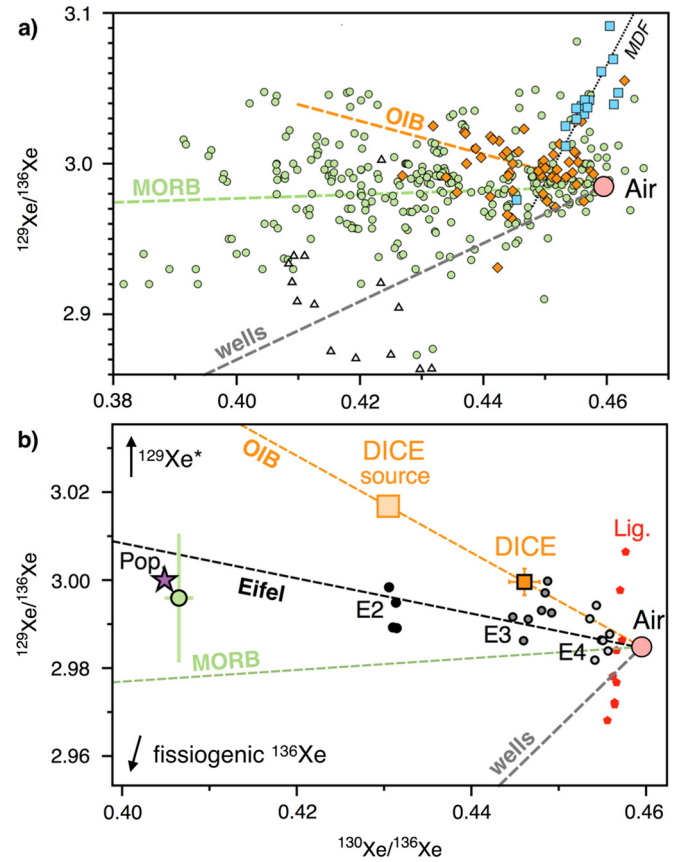 a)
3.1
3.0
2.9
¹²⁹Xe/¹³⁶Xe
MDF
OIB
MORB
Air
wells
0.38
0.40
0.42
0.44
0.46
b)
¹²⁹Xe*
OIB
DICE
source
DICE
Lig.
3.02
3.00
2.98
2.96
¹²⁹Xe/¹³⁶Xe
Pop
Eifel
E2
E3
E4
Air
MORB
wells
fissiogenic ¹³⁶Xe
0.40
0.42
0.44
0.46
¹³⁰Xe/¹³⁶Xe